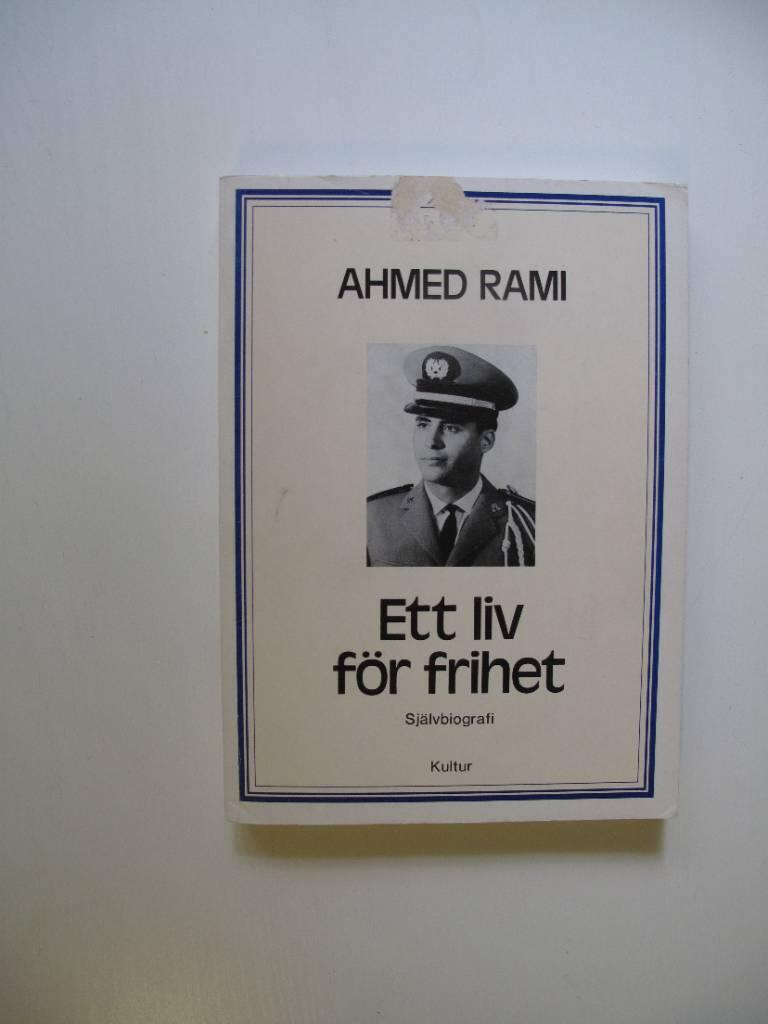 AHMED RAMI
Ett liv
för frihet
Självbiografi
Kultur